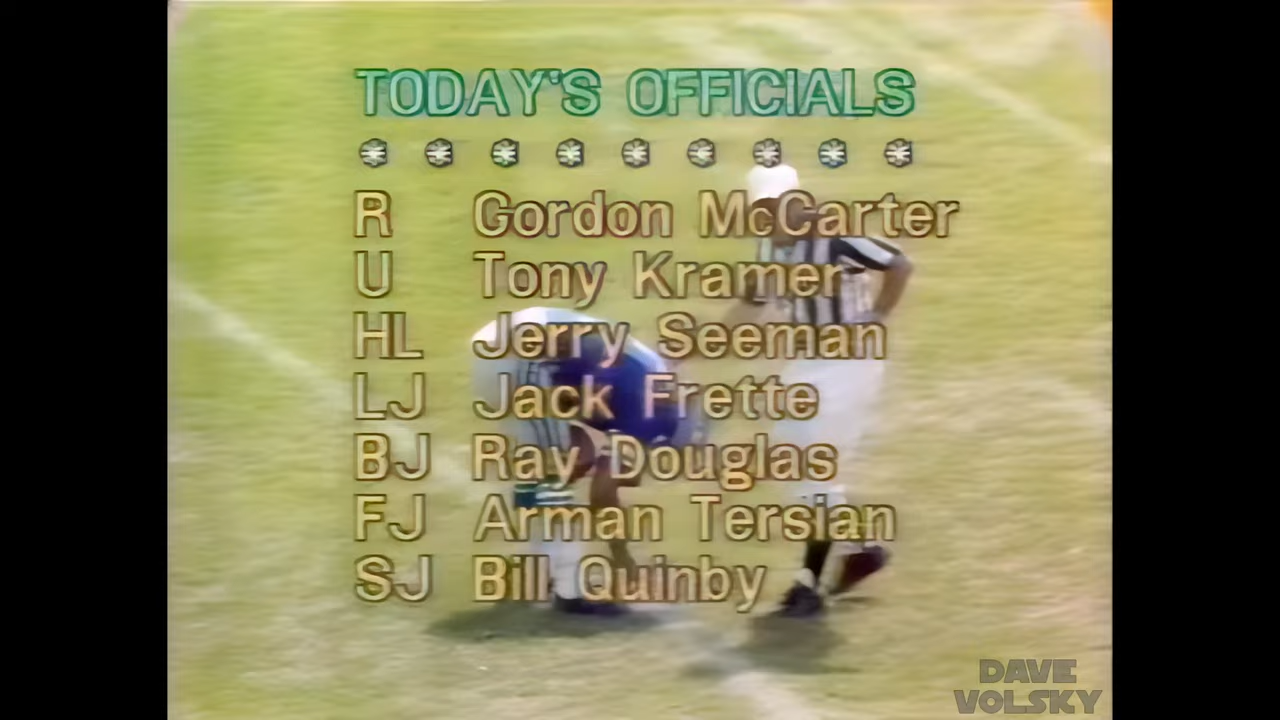 TODAY'S OFFICIALS
R Gordon McCarter
U Tony Kramer
HL Jerry Seeman
LJ Jack Frette
BJ Ray Douglas
FJ Arman Tersian
SJ Bill Quinby
DAVE
VOLSKY